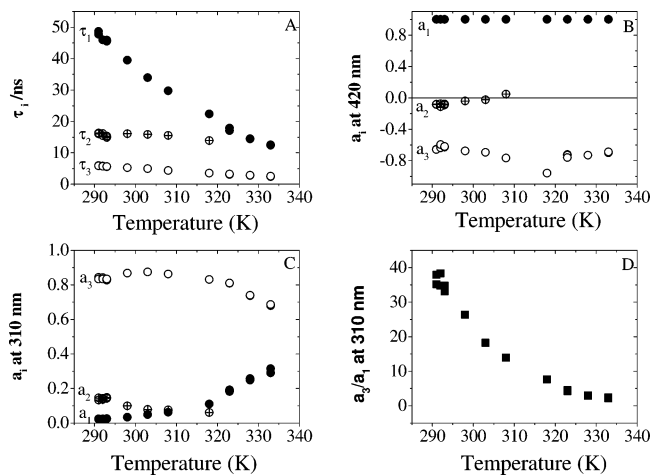 50
40
30
20
10
0
τ i /ns
τ1
τ2
τ3
A
290 300 310 320 330 340
Temperature (K)
0.8
0.4
0.0
-0.4
-0.8
ai at 420 nm
a1
a2
a3
B
290 300 310 320 330 340
Temperature (K)
1.0
0.8
0.6
0.4
0.2
0.0
ai at 310 nm
a3
a2
a1
C
290 300 310 320 330 340
Temperature (K)
40
30
20
10
0
a3/a1 at 310 nm
D
290 300 310 320 330 340
Temperature (K)